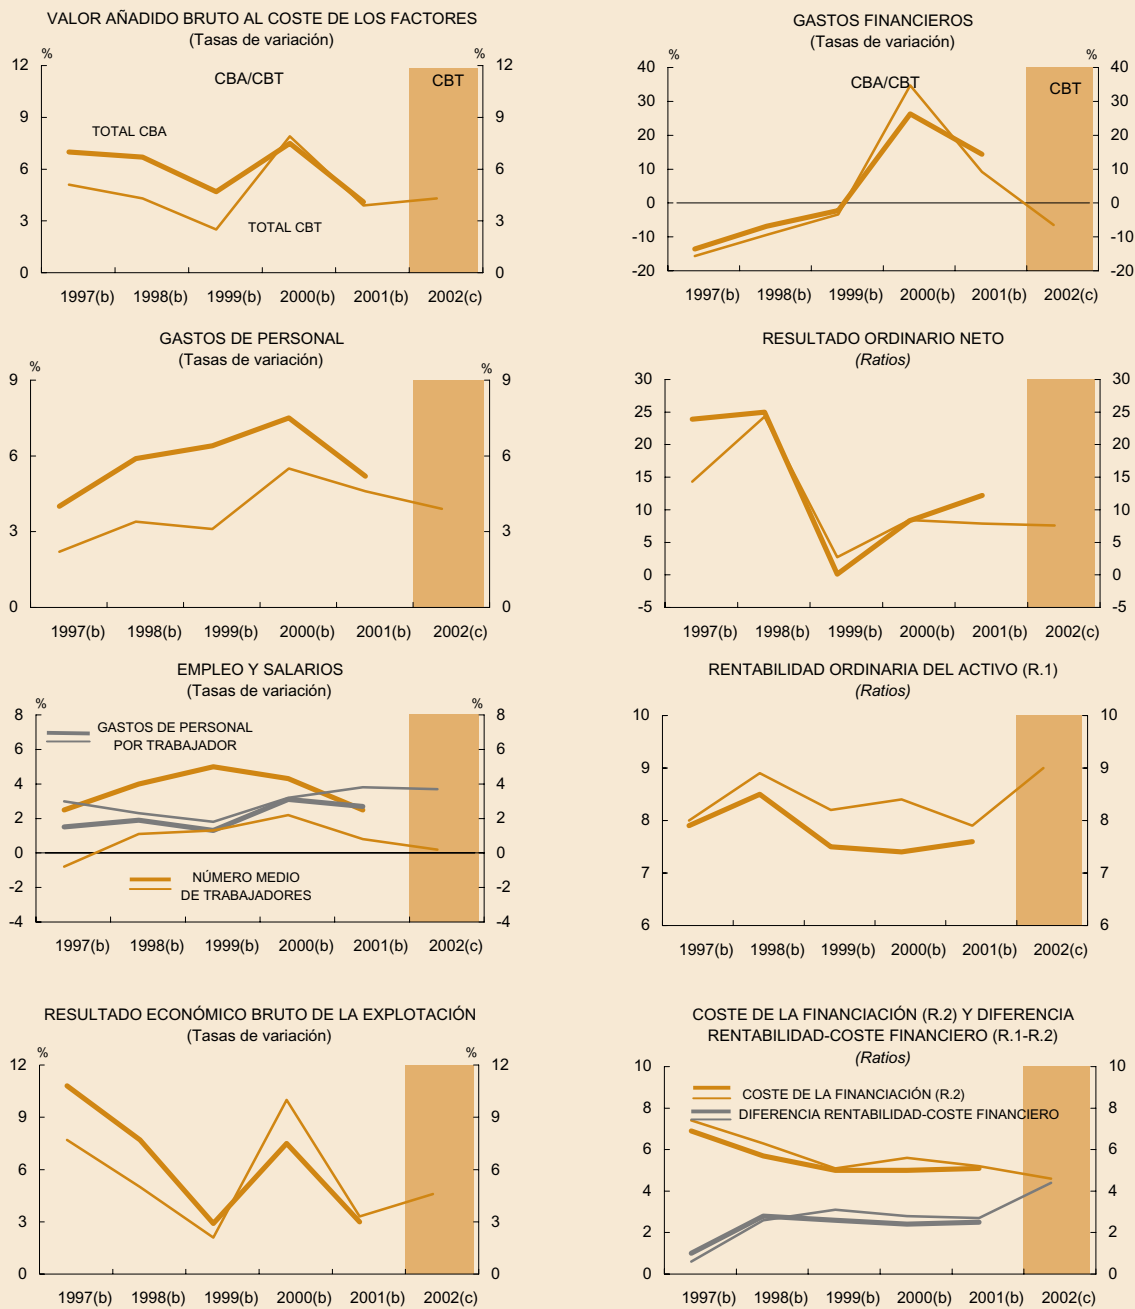 VALOR AÑADIDO BRUTO AL COSTE DE LOS FACTORES
(Tasas de variación)
% %
12 12
9 9
6 6
3 3
0 0
CBA/CBT
CBT
TOTAL CBA
TOTAL CBT
1997(b) 1998(b) 1999(b) 2000(b) 2001(b) 2002(c)
GASTOS FINANCIEROS
(Tasas de variación)
% %
40 40
30 30
20 20
10 10
0 0
-10 -10
-20 -20
CBA/CBT
CBT
1997(b) 1998(b) 1999(b) 2000(b) 2001(b) 2002(c)
GASTOS DE PERSONAL
(Tasas de variación)
% %
9 9
6 6
3 3
0 0
1997(b) 1998(b) 1999(b) 2000(b) 2001(b) 2002(c)
RESULTADO ORDINARIO NETO
(Ratios)
30 30
25 25
20 20
15 15
10 10
5 5
0 0
-5 -5
1997(b) 1998(b) 1999(b) 2000(b) 2001(b) 2002(c)
EMPLEO Y SALARIOS
(Tasas de variación)
% %
8 8
6 6
4 4
2 2
0 0
-2 -2
-4 -4
GASTOS DE PERSONAL
POR TRABAJADOR
NÚMERO MEDIO
DE TRABAJADORES
1997(b) 1998(b) 1999(b) 2000(b) 2001(b) 2002(c)
RENTABILIDAD ORDINARIA DEL ACTIVO (R.1)
(Ratios)
10 10
9 9
8 8
7 7
6 6
1997(b) 1998(b) 1999(b) 2000(b) 2001(b) 2002(c)
RESULTADO ECONÓMICO BRUTO DE LA EXPLOTACIÓN
(Tasas de variación)
% %
12 12
9 9
6 6
3 3
0 0
1997(b) 1998(b) 1999(b) 2000(b) 2001(b) 2002(c)
COSTE DE LA FINANCIACIÓN (R.2) Y DIFERENCIA
RENTABILIDAD-COSTE FINANCIERO (R.1-R.2)
(Ratios)
10 10
8 8
6 6
4 4
2 2
0 0
COSTE DE LA FINANCIACIÓN (R.2)
DIFERENCIA RENTABILIDAD-COSTE FINANCIERO
1997(b) 1998(b) 1999(b) 2000(b) 2001(b) 2002(c)